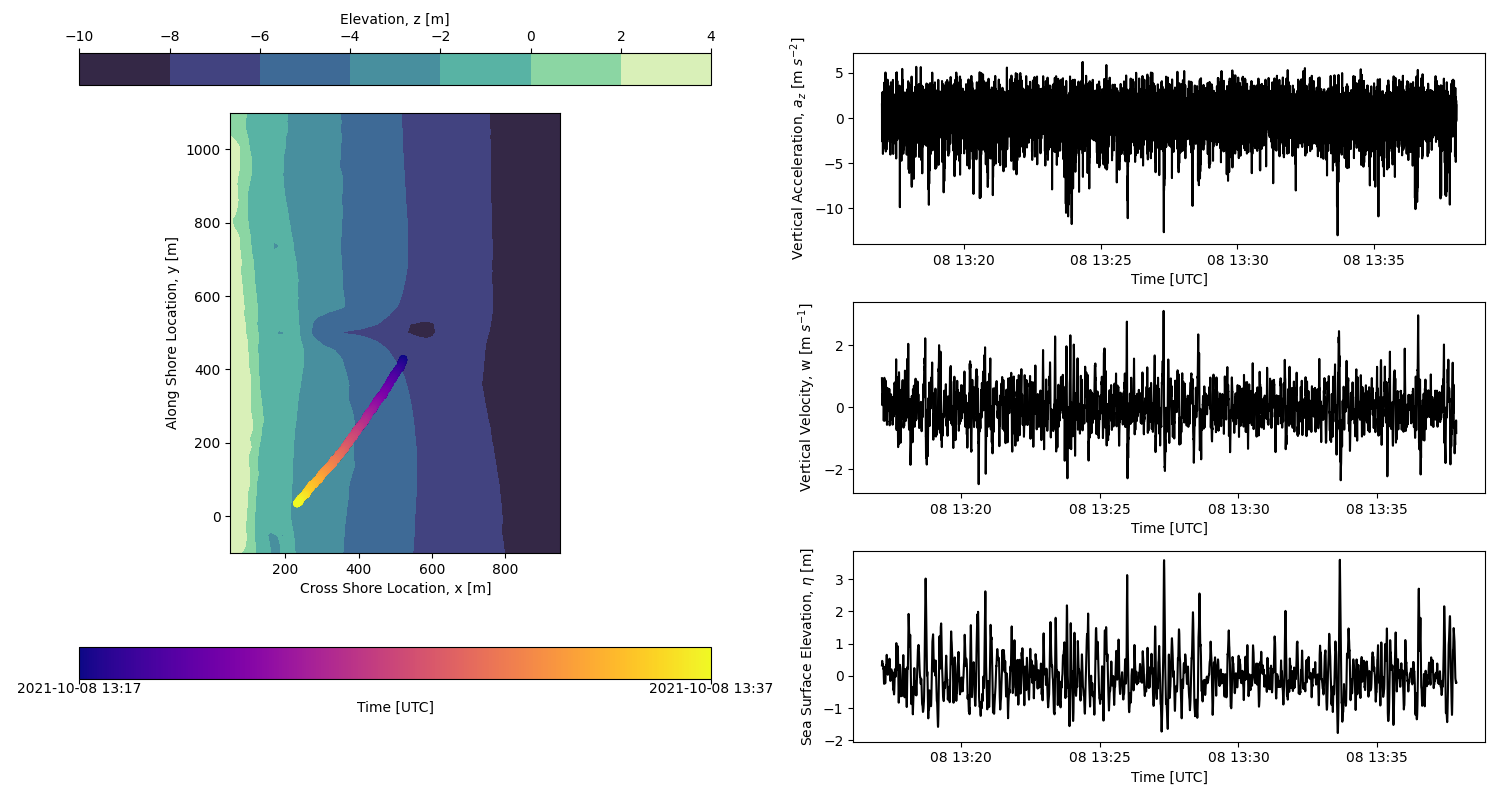 Elevation, z [m]
−10 −8 −6 −4 −2 0 2 4
Along Shore Location, y [m]
1000
800
600
400
200
0
200 400 600 800
Cross Shore Location, x [m]
2021-10-08 13:17 2021-10-08 13:37
Time [UTC]
Vertical Acceleration, a_z [m s⁻²]
5
0
−5
−10
08 13:20 08 13:25 08 13:30 08 13:35
Time [UTC]
Vertical Velocity, w [m s⁻¹]
2
0
−2
08 13:20 08 13:25 08 13:30 08 13:35
Time [UTC]
Sea Surface Elevation, η [m]
3
2
1
0
−1
−2
08 13:20 08 13:25 08 13:30 08 13:35
Time [UTC]